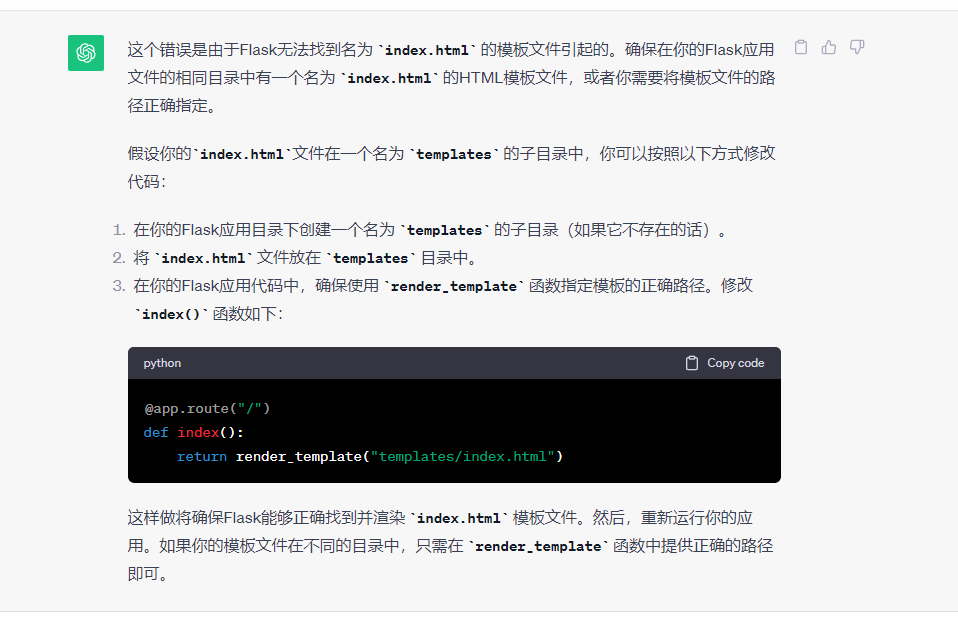 这个错误是由于Flask无法找到名为 `index.html` 的模板文件引起的。确保在你的Flask应用
文件的相同目录中有一个名为 `index.html` 的HTML模板文件，或者你需要将模板文件的路
径正确指定。
假设你的`index.html`文件在一个名为 `templates` 的子目录中，你可以按照以下方式修改
代码：
1. 在你的Flask应用目录下创建一个名为 `templates` 的子目录（如果它不存在的话）。
2. 将 `index.html` 文件放在 `templates` 目录中。
3. 在你的Flask应用代码中，确保使用 `render_template` 函数指定模板的正确路径。修改
`index()` 函数如下：
python Copy code
@app.route("/")
def index():
    return render_template("templates/index.html")
这样做将确保Flask能够正确找到并渲染 `index.html` 模板文件。然后，重新运行你的应
用。如果你的模板文件在不同的目录中，只需在 `render_template` 函数中提供正确的路径
即可。